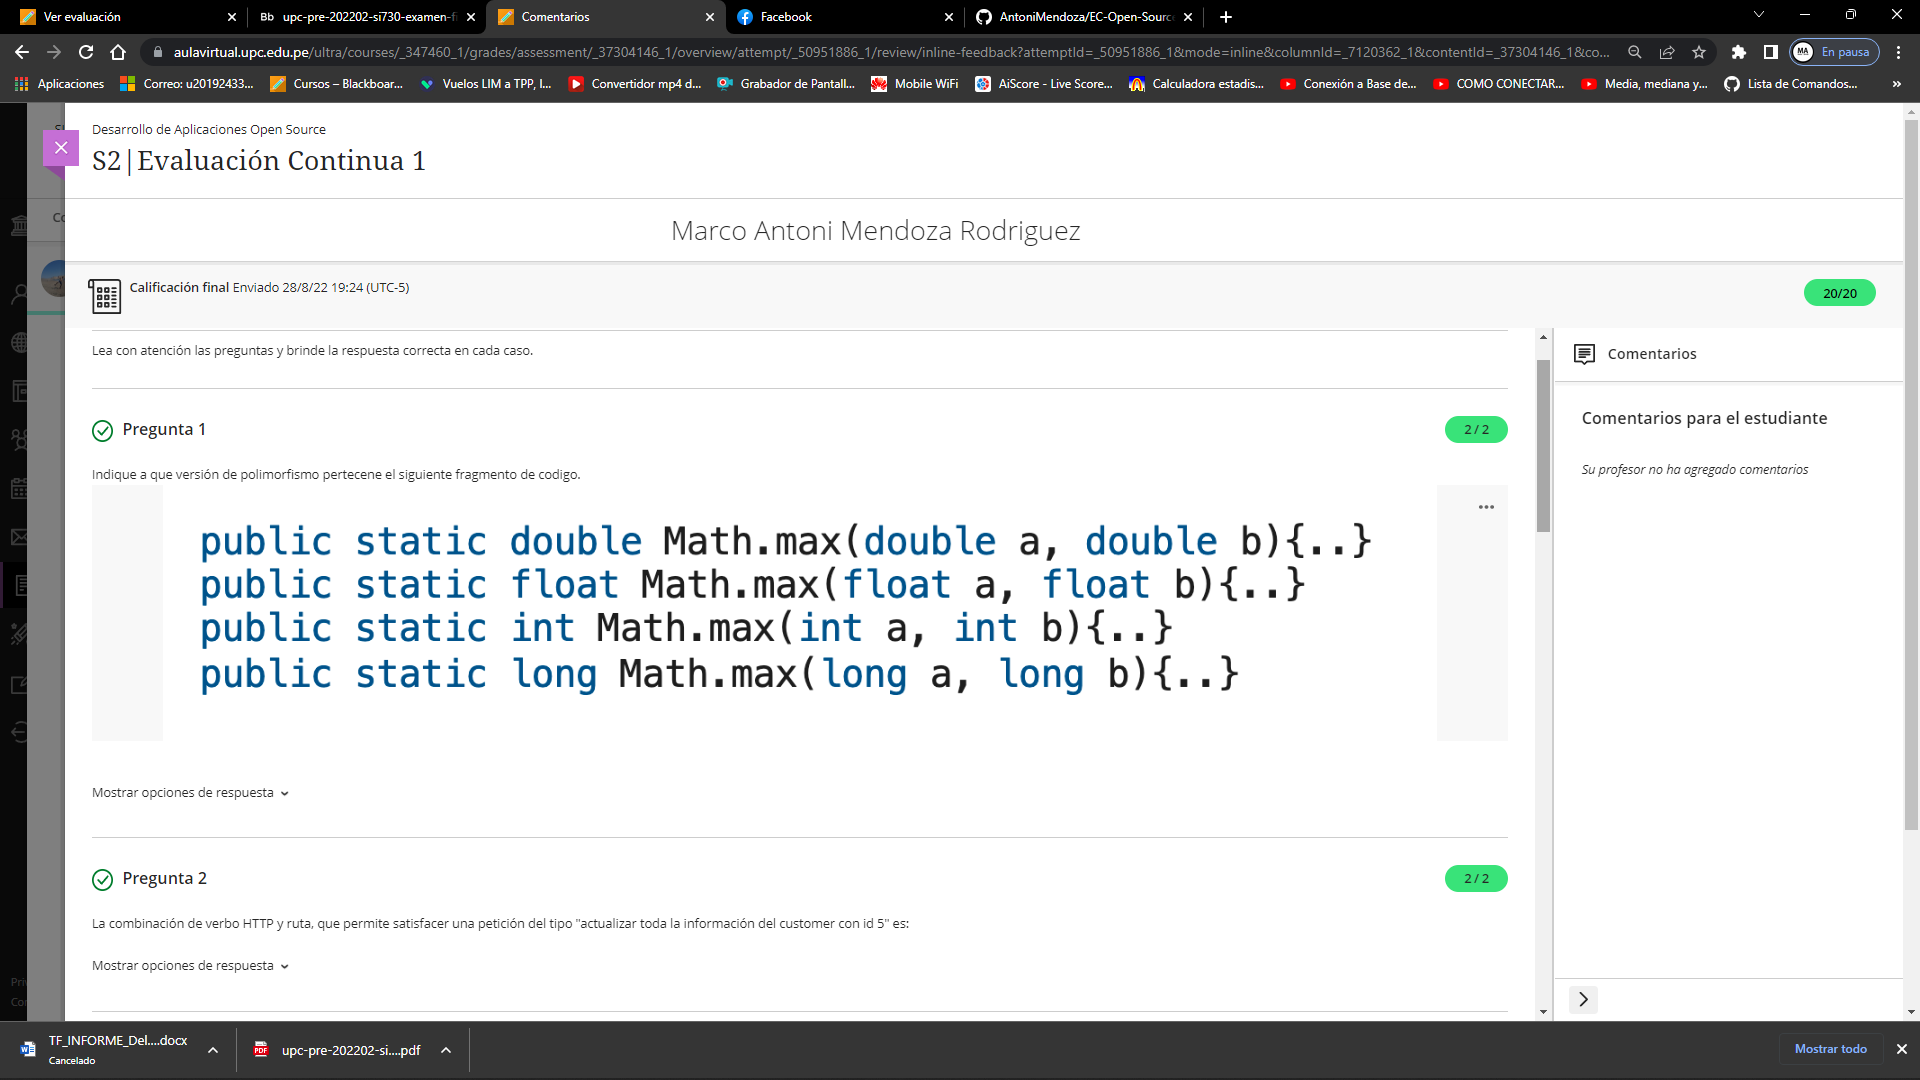 Ver evaluación
Bb upc-pre-202202-si730-examen-fi
Comentarios
Facebook
AntoniMendoza/EC-Open-Sourc
aulavirtual.upc.edu.pe/ultra/courses/_347460_1/grades/assessment/_37304146_1/overview/attempt/_50951886_1/review/inline-feedback?attemptId=_50951886_1&mode=inline&columnId=_7120362_1&contentId=_37304146_1&co...
MA En pausa
Aplicaciones
Correo: u20192433...
Cursos – Blackboar...
Vuelos LIM a TPP, l...
Convertidor mp4 d...
Grabador de Pantall...
Mobile WiFi
AiScore - Live Score...
Calculadora estadis...
Conexión a Base de...
COMO CONECTAR...
Media, mediana y...
Lista de Comandos...
»
Desarrollo de Aplicaciones Open Source
S2|Evaluación Continua 1
Marco Antoni Mendoza Rodriguez
Calificación final Enviado 28/8/22 19:24 (UTC-5)
20/20
Lea con atención las preguntas y brinde la respuesta correcta en cada caso.
Pregunta 1
2 / 2
Indique a que versión de polimorfismo pertecene el siguiente fragmento de codigo.
public static double Math.max(double a, double b){..}
public static float Math.max(float a, float b){..}
public static int Math.max(int a, int b){..}
public static long Math.max(long a, long b){..}
Mostrar opciones de respuesta
Pregunta 2
2 / 2
La combinación de verbo HTTP y ruta, que permite satisfacer una petición del tipo "actualizar toda la información del customer con id 5" es:
Mostrar opciones de respuesta
Comentarios
Comentarios para el estudiante
Su profesor no ha agregado comentarios
Pri
Co
TF_INFORME_Del....docx
Cancelado
upc-pre-202202-si....pdf
Mostrar todo